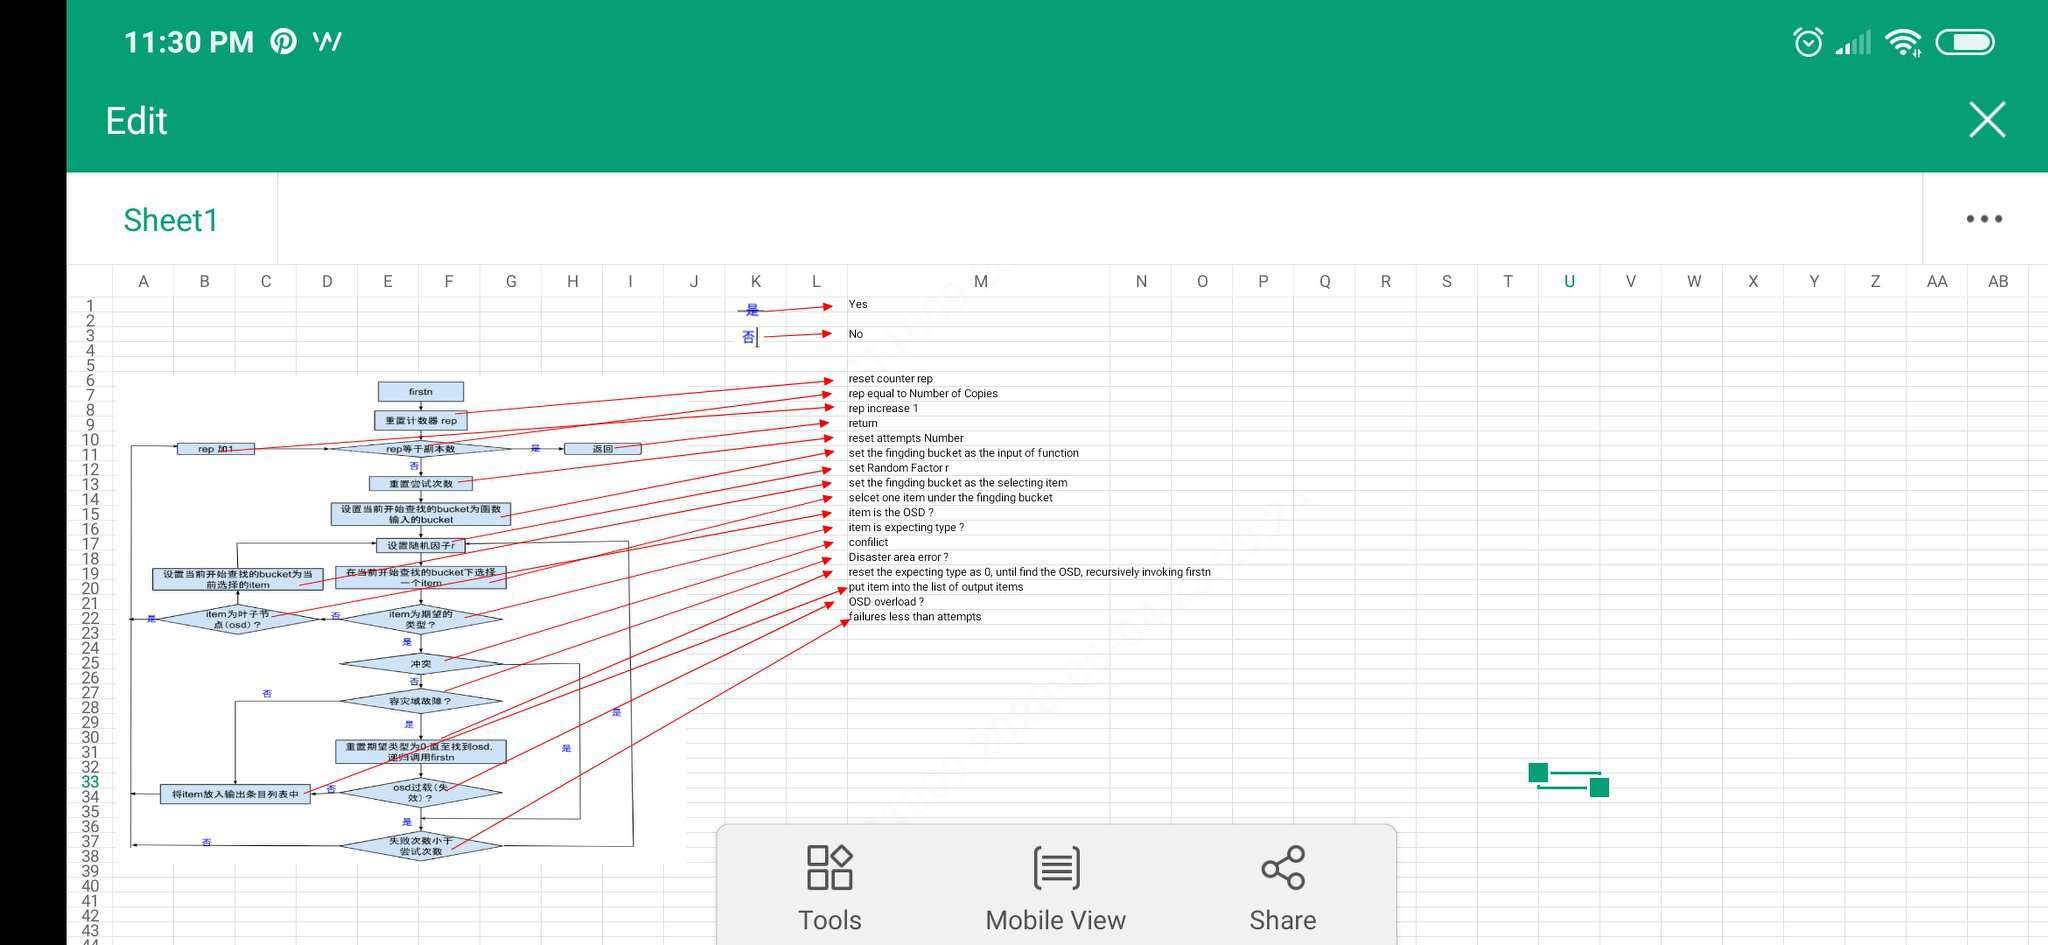 11:30 PM
Edit
Sheet1
A B C D E F G H I J K L M N O P Q R S T U V W X Y Z AA AB
1
2
3
4
5
6
7
8
9
10
11
12
13
14
15
16
17
18
19
20
21
22
23
24
25
26
27
28
29
30
31
32
33
34
35
36
37
38
39
40
41
42
43
44
是
Yes
否
No
firstn
重置计数器 rep
rep 加1
rep等于副本数
是
返回
否
重置尝试次数
设置当前开始查找的bucket为函数
输入的bucket
设置随机因子r
设置当前开始查找的bucket为当
前选择的item
在当前开始查找的bucket下选择
一个item
是
item为叶子节
点(osd)？
否
item为期望的
类型？
是
冲突
否
否
容灾域故障？
是
是
是
重置期望类型为0,直至找到osd,
递归调用firstn
将item放入输出条目列表中
否
osd过载(失
效)？
是
否
失败次数小于
尝试次数
reset counter rep
rep equal to Number of Copies
rep increase 1
return
reset attempts Number
set the fingding bucket as the input of function
set Random Factor r
set the fingding bucket as the selecting item
selcet one item under the fingding bucket
item is the OSD ?
item is expecting type ?
confilict
Disaster area error ?
reset the expecting type as 0, until find the OSD, recursively invoking firstn
put item into the list of output items
OSD overload ?
failures less than attempts
Tools
Mobile View
Share